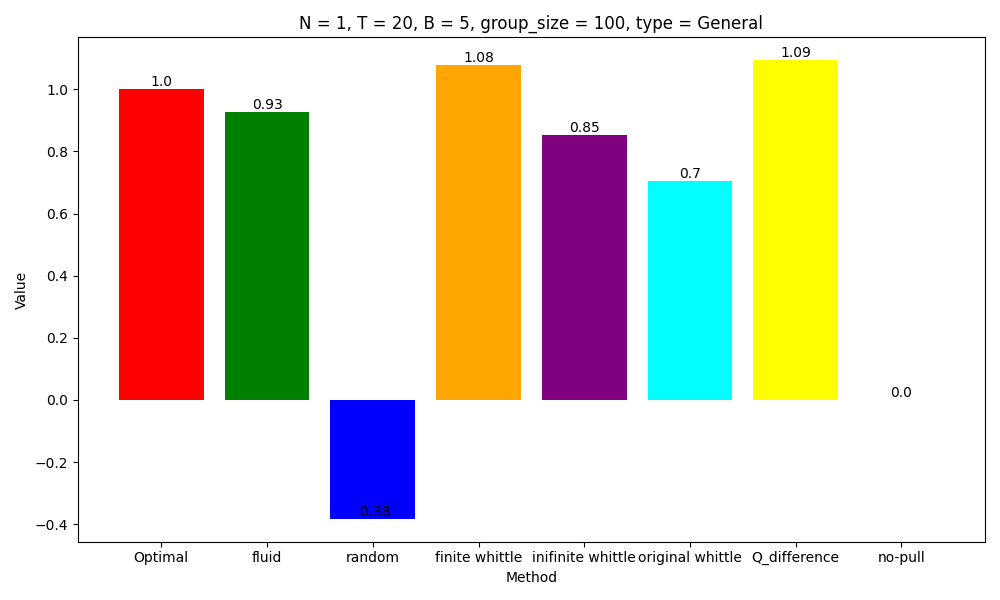 N = 1, T = 20, B = 5, group_size = 100, type = General
1.0
0.93
-0.38
1.08
0.85
0.7
1.09
0.0
1.0
0.8
0.6
0.4
0.2
0.0
−0.2
−0.4
Value
Optimal
fluid
random
finite whittle
inifinite whittle
original whittle
Q_difference
no-pull
Method